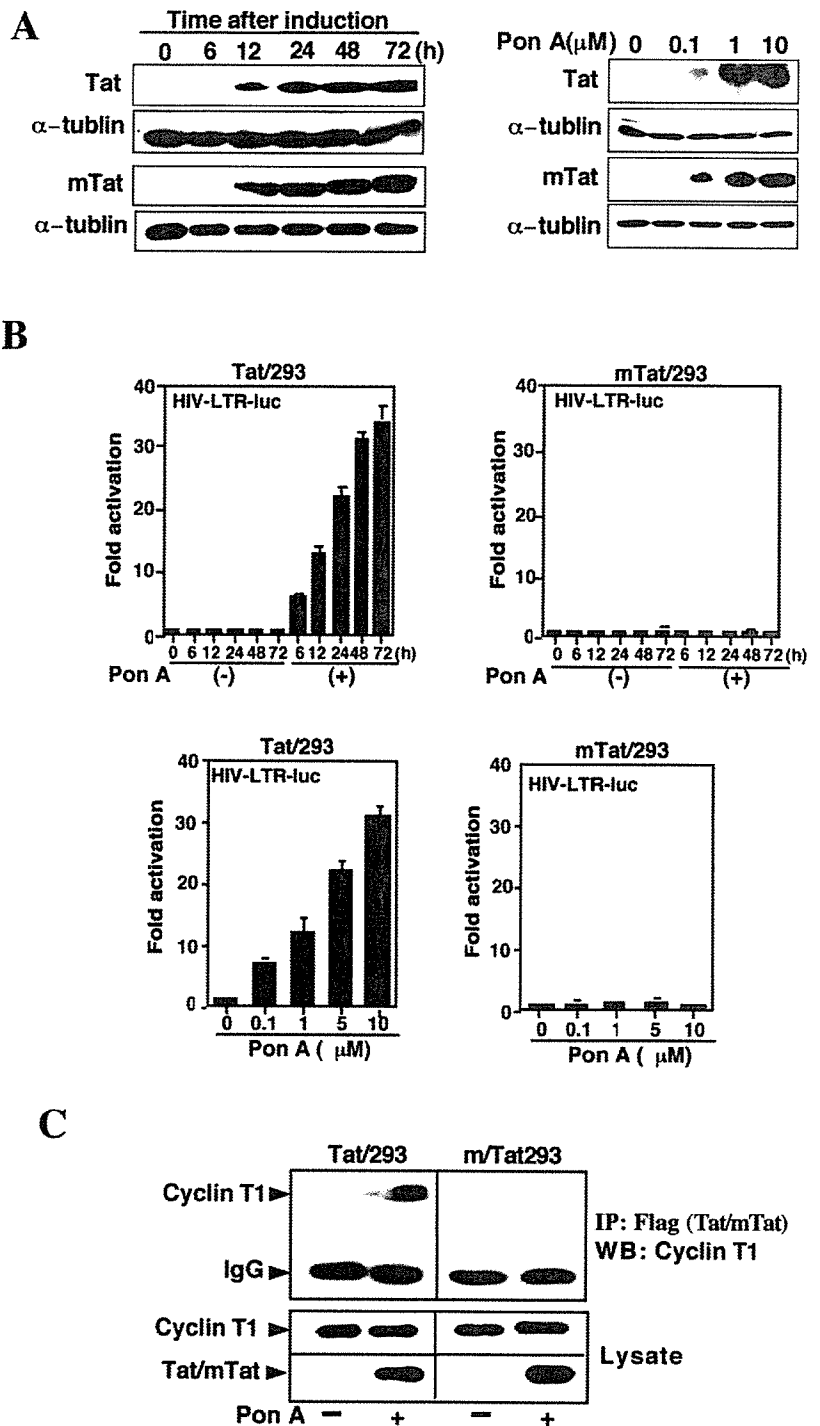 A
Time after induction
0 6 12 24 48 72 (h)
Tat
α-tublin
mTat
α-tublin
Pon A(μM) 0 0.1 1 10
Tat
α-tublin
mTat
α-tublin
B
Tat/293
HIV-LTR-luc
Fold activation
40
30
20
10
0
0 6 12 24 48 72 6 12 24 48 72 (h)
Pon A (-) (+)
mTat/293
HIV-LTR-luc
Fold activation
40
30
20
10
0
0 6 12 24 48 72 6 12 24 48 72 (h)
Pon A (-) (+)
Tat/293
HIV-LTR-luc
Fold activation
40
30
20
10
0
0 0.1 1 5 10
Pon A ( μM)
mTat/293
HIV-LTR-luc
Fold activation
40
30
20
10
0
0 0.1 1 5 10
Pon A ( μM)
C
Tat/293 m/Tat293
Cyclin T1
IgG
IP: Flag (Tat/mTat)
WB: Cyclin T1
Cyclin T1
Tat/mTat
Lysate
Pon A − + − +